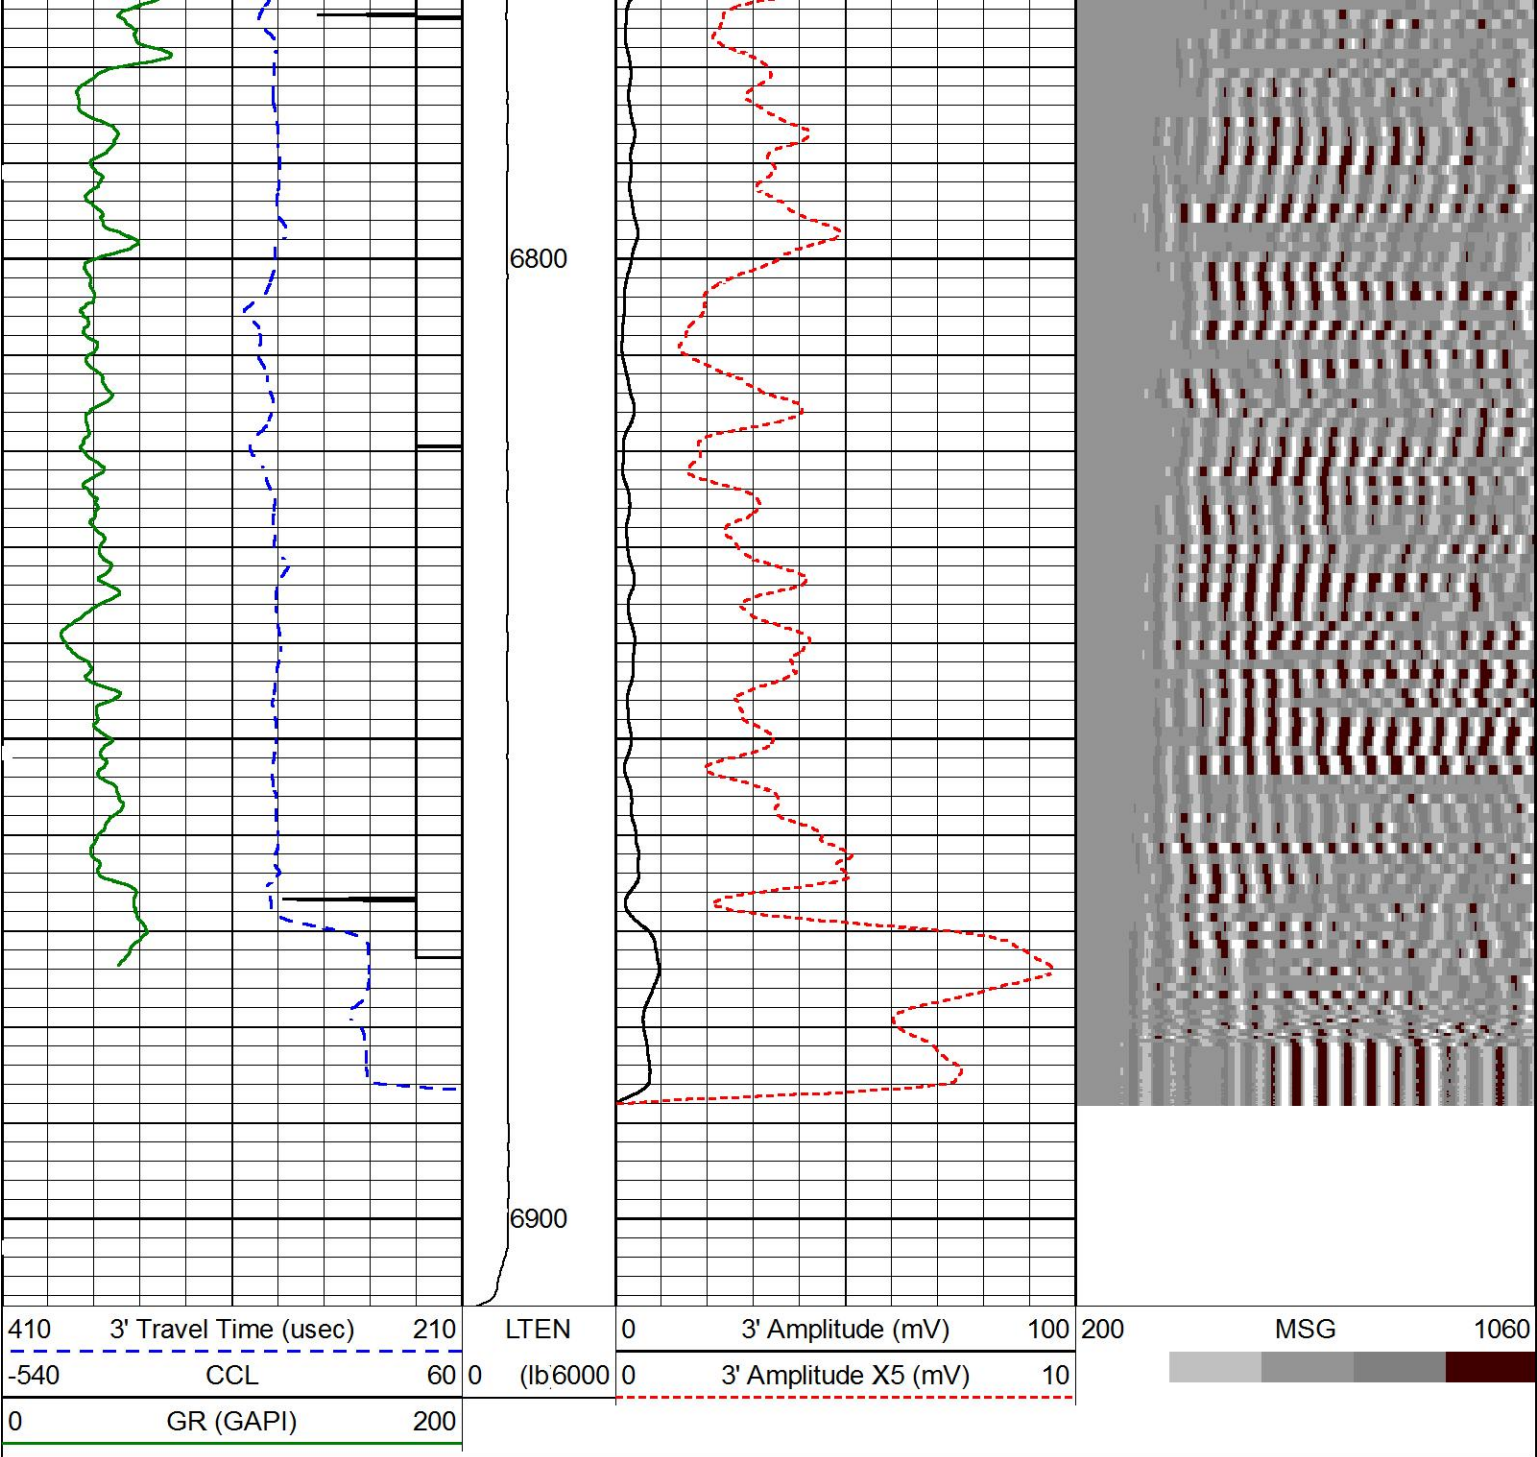 6800
6900
410 3' Travel Time (usec) 210 LTEN 0 3' Amplitude (mV) 100 200 MSG 1060
-540 CCL 60 0 (lb 6000 0 3' Amplitude X5 (mV) 10
0 GR (GAPI) 200